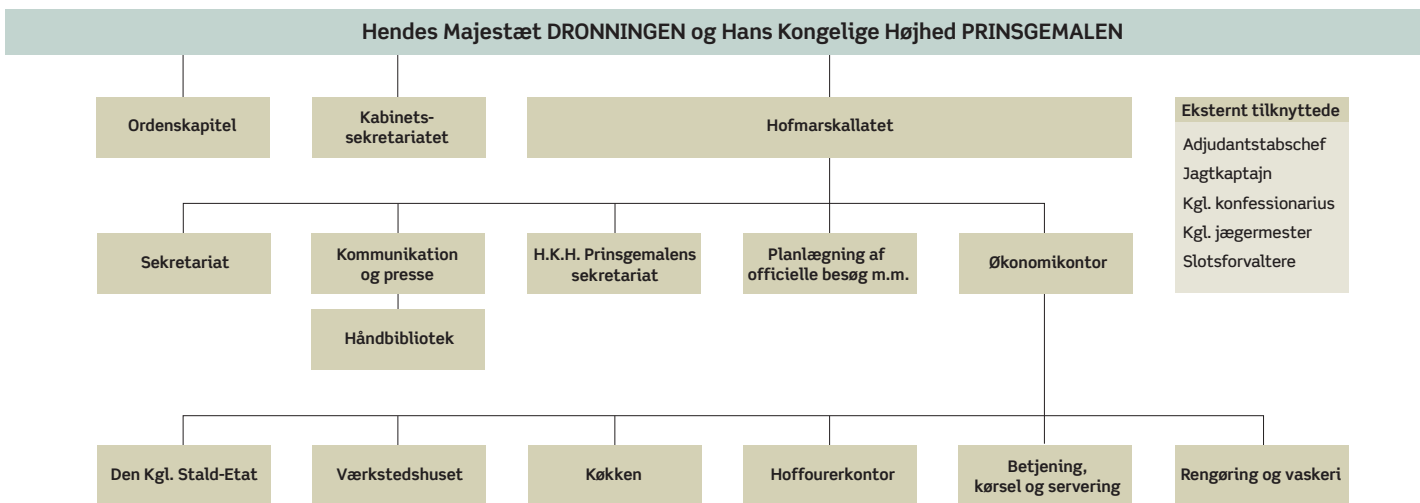 Hendes Majestæt DRONNINGEN og Hans Kongelige Højhed PRINSGEMALEN
Ordenskapitel
Kabinets-
sekretariatet
Hofmarskallatet
Eksternt tilknyttede
Adjudantstabschef
Jagtkaptajn
Kgl. konfessionarius
Kgl. jægermester
Slotsforvaltere
Sekretariat
Kommunikation
og presse
H.K.H. Prinsgemalens
sekretariat
Planlægning af
officielle besøg m.m.
Økonomikontor
Håndbibliotek
Den Kgl. Stald-Etat
Værkstedshuset
Køkken
Hoffourerkontor
Betjening,
kørsel og servering
Rengøring og vaskeri